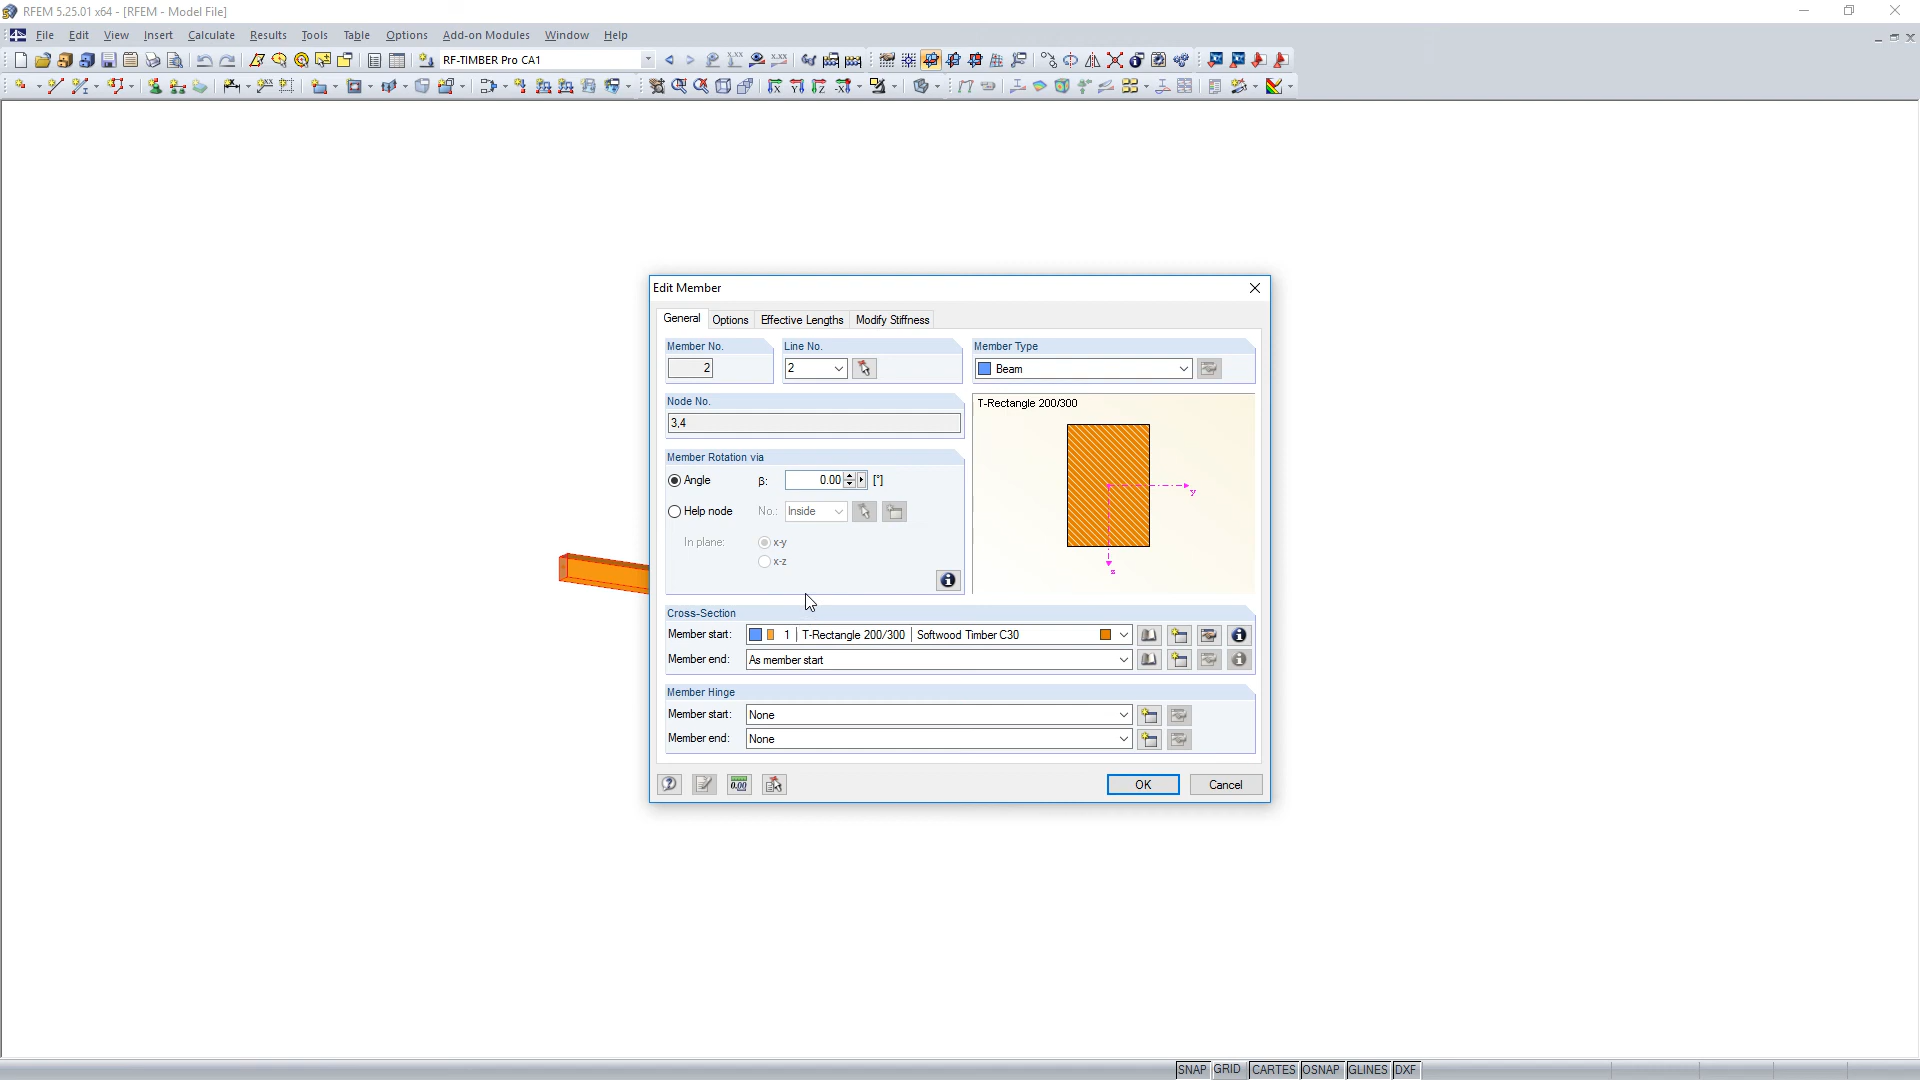 RFEM 5.25.01 x64 - [RFEM - Model File]
File Edit View Insert Calculate Results Tools Table Options Add-on Modules Window Help
RF-TIMBER Pro CA1
Edit Member
General Options Effective Lengths Modify Stiffness
Member No. Line No. Member Type
2 2 Beam
Node No.
T-Rectangle 200/300
3,4
Member Rotation via
Angle β: 0.00 [°]
Help node No.: Inside
In plane: x-y
x-z
y
z
Cross-Section
Member start: 1 T-Rectangle 200/300 Softwood Timber C30
Member end: As member start
Member Hinge
Member start: None
Member end: None
0.00
OK Cancel
SNAP GRID CARTES OSNAP GLINES DXF